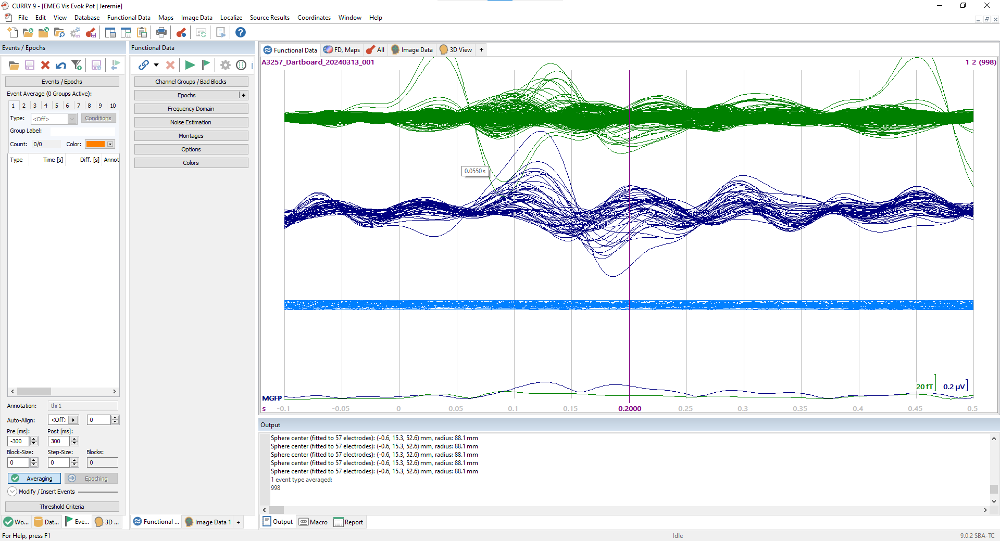 CURRY 9 - [EMEG Vis Evok Pot | Jeremie]
File Edit View Database Functional Data Maps Image Data Localize Source Results Coordinates Window Help
Events / Epochs
Events / Epochs
Event Average (0 Groups Active):
1 2 3 4 5 6 7 8 9 10
Type: <Off> Conditions
Group Label:
Count: 0/0 Color:
Type Time [s] Diff. [s] Annot
Annotation: thr1
Auto-Align: <Off> 0
Pre [ms]: Post [ms]:
-300 300
Block-Size: Step-Size: Blocks:
0 0 0
Averaging Epoching
Modify / Insert Events
Threshold Criteria
Wo... Dat... Eve... 3D ...
Functional Data
Channel Groups / Bad Blocks
Epochs +
Frequency Domain
Noise Estimation
Montages
Options
Colors
Functional ... Image Data 1 +
Functional Data FD, Maps All Image Data 3D View +
A3257_Dartboard_20240313_001 1 2 (998)
0.0550 s
20 fT 0.2 µV
MGFP
s -0.1 -0.05 0 0.05 0.1 0.15 0.2000 0.25 0.3 0.35 0.4 0.45 0.5
Output
Sphere center (fitted to 57 electrodes): (-0.6, 15.3, 52.6) mm, radius: 88.1 mm
Sphere center (fitted to 57 electrodes): (-0.6, 15.3, 52.6) mm, radius: 88.1 mm
Sphere center (fitted to 57 electrodes): (-0.6, 15.3, 52.6) mm, radius: 88.1 mm
Sphere center (fitted to 57 electrodes): (-0.6, 15.3, 52.6) mm, radius: 88.1 mm
Sphere center (fitted to 57 electrodes): (-0.6, 15.3, 52.6) mm, radius: 88.1 mm
1 event type averaged:
998
Output Macro Report
For Help, press F1 Idle 9.0.2 SBA-TC